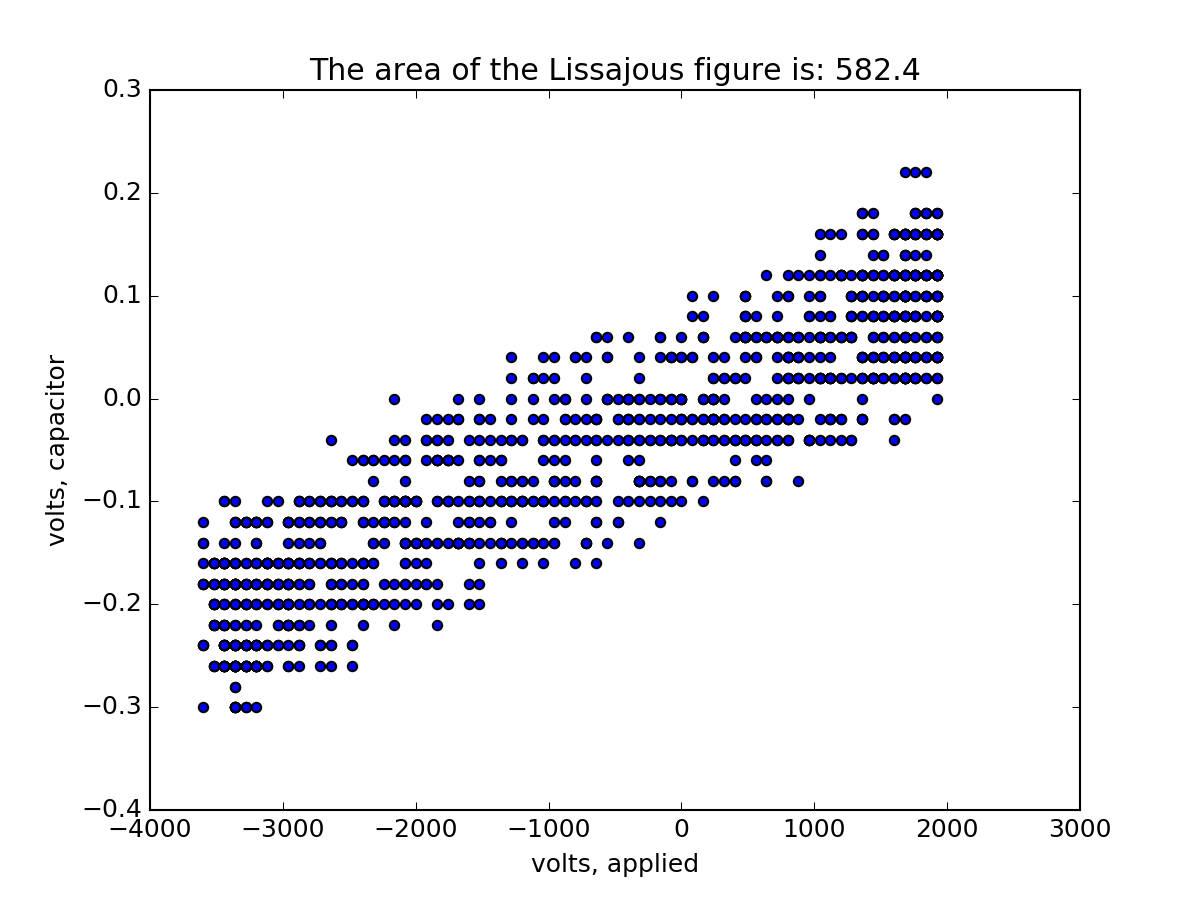 The area of the Lissajous figure is: 582.4
0.3
0.2
0.1
0.0
−0.1
−0.2
−0.3
−0.4
volts, capacitor
−4000 −3000 −2000 −1000 0 1000 2000 3000
volts, applied